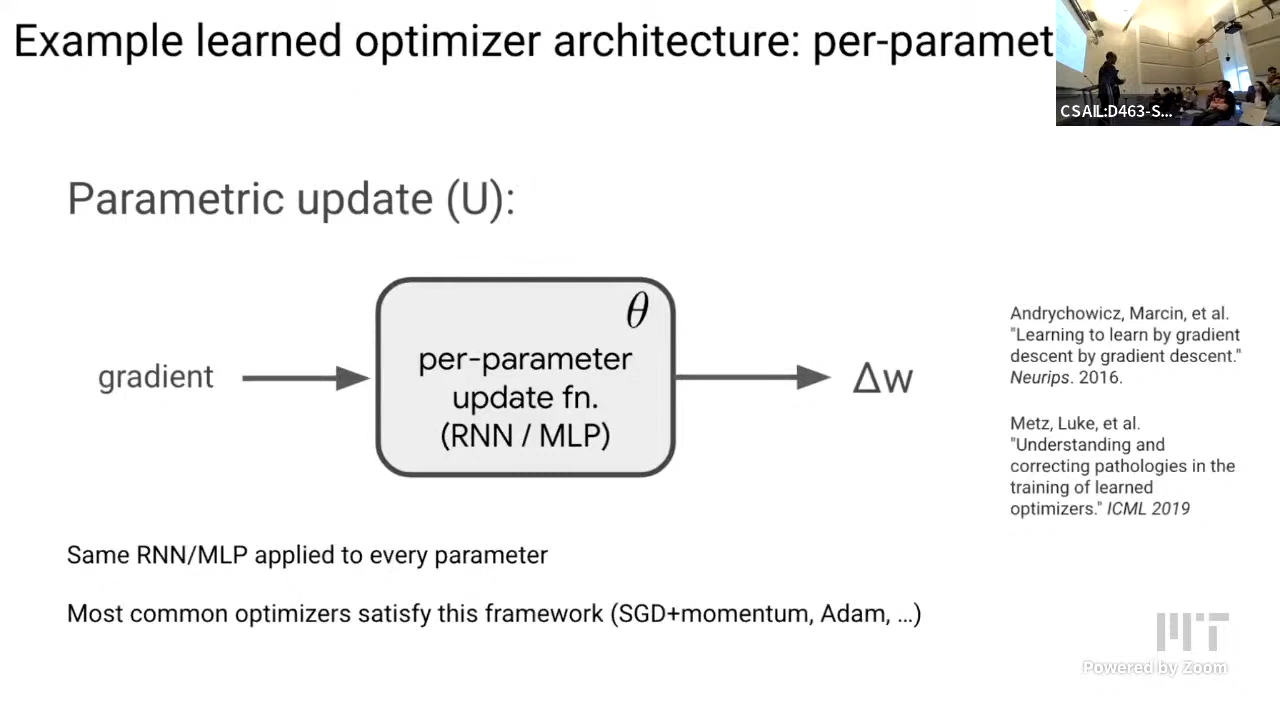 Example learned optimizer architecture: per-paramet
CSAIL:D463-S...
Parametric update (U):
θ
gradient
per-parameter
update fn.
(RNN / MLP)
Δw
Andrychowicz, Marcin, et al.
"Learning to learn by gradient
descent by gradient descent."
Neurips. 2016.
Metz, Luke, et al.
"Understanding and
correcting pathologies in the
training of learned
optimizers." ICML 2019
Same RNN/MLP applied to every parameter
Most common optimizers satisfy this framework (SGD+momentum, Adam, ...)
MIT
Powered by Zoom